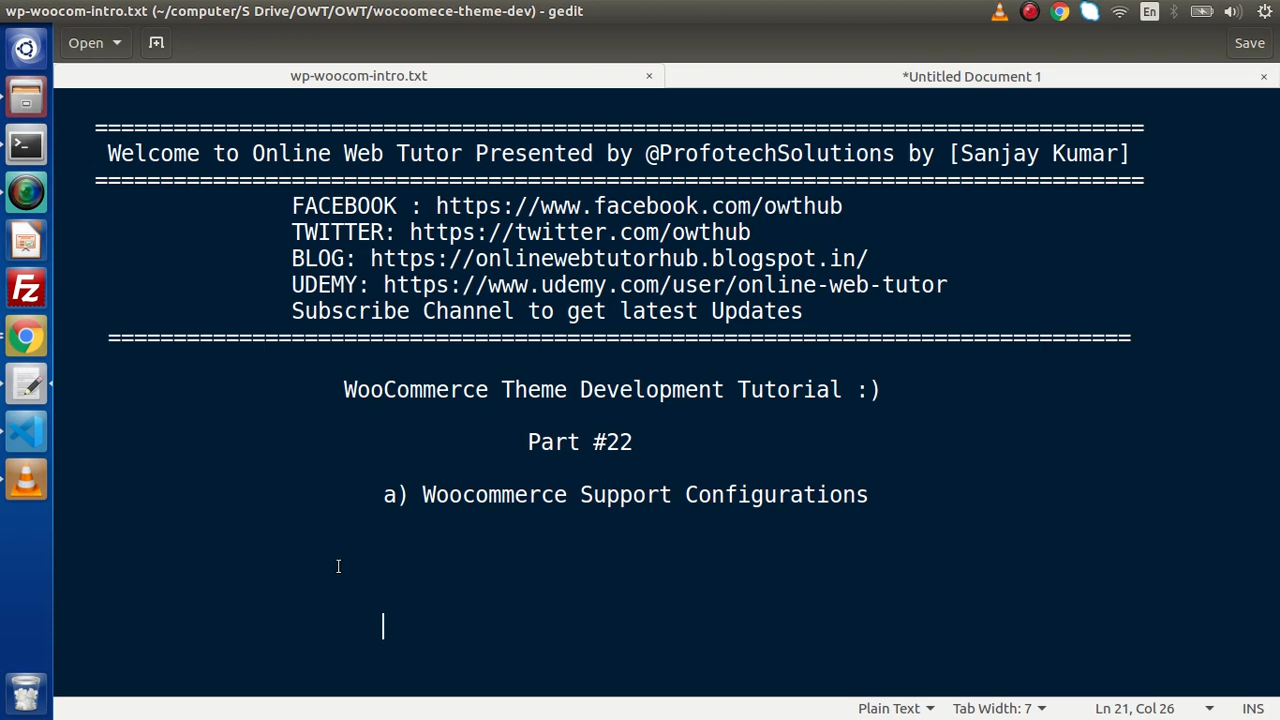 wp-woocom-intro.txt (~/computer/S Drive/OWT/OWT/wocoomece-theme-dev) - gedit
En
Open
Save
wp-woocom-intro.txt ×
*Untitled Document 1 ×
================================================================================
Welcome to Online Web Tutor Presented by @ProfotechSolutions by [Sanjay Kumar]
================================================================================
FACEBOOK : https://www.facebook.com/owthub
TWITTER: https://twitter.com/owthub
BLOG: https://onlinewebtutorhub.blogspot.in/
UDEMY: https://www.udemy.com/user/online-web-tutor
Subscribe Channel to get latest Updates
==============================================================================
WooCommerce Theme Development Tutorial :)
Part #22
a) Woocommerce Support Configurations
Fz
Plain Text Tab Width: 7 Ln 21, Col 26 INS